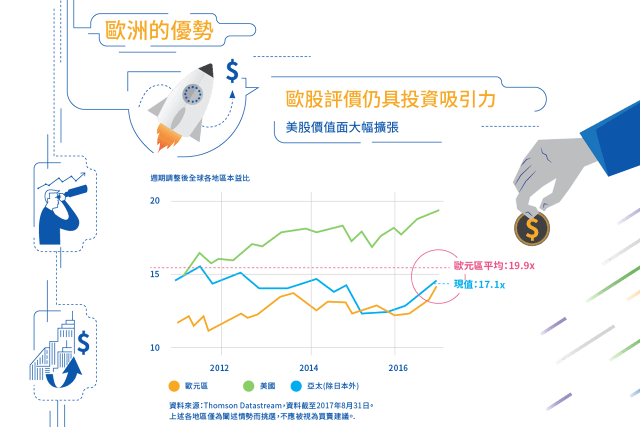 歐洲的優勢
$
歐股評價仍具投資吸引力
美股價值面大幅擴張
$
週期調整後全球各地區本益比
20
歐元區平均：19.9x
15
現值：17.1x
$
10
2012
2014
2016
歐元區
美國
亞太(除日本外)
資料來源：Thomson Datastream，資料截至2017年8月31日。
上述各地區僅為闡述情勢而挑選，不應被視為買賣建議。.